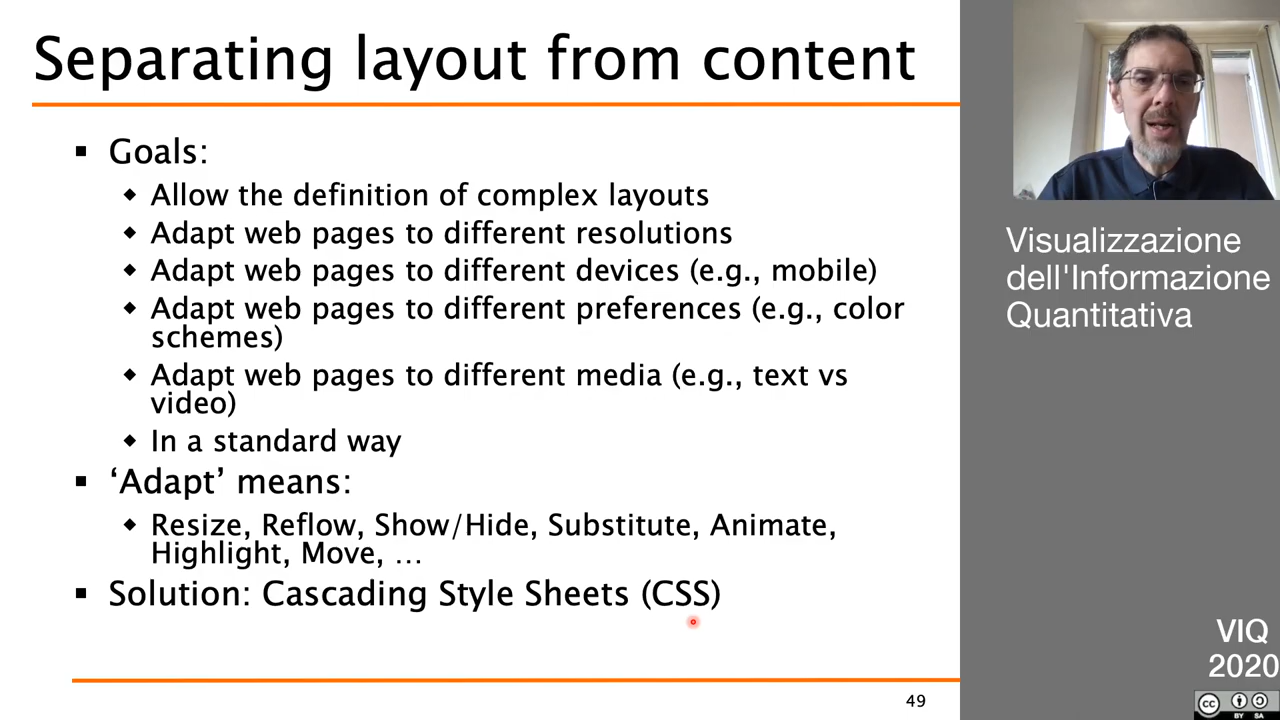 Separating layout from content
▪ Goals:
◆ Allow the definition of complex layouts
◆ Adapt web pages to different resolutions
◆ Adapt web pages to different devices (e.g., mobile)
◆ Adapt web pages to different preferences (e.g., color
schemes)
◆ Adapt web pages to different media (e.g., text vs
video)
◆ In a standard way
▪ ‘Adapt’ means:
◆ Resize, Reflow, Show/Hide, Substitute, Animate,
Highlight, Move, …
▪ Solution: Cascading Style Sheets (CSS)
49
Visualizzazione
dell'Informazione
Quantitativa
VIQ
2020
cc
BY SA